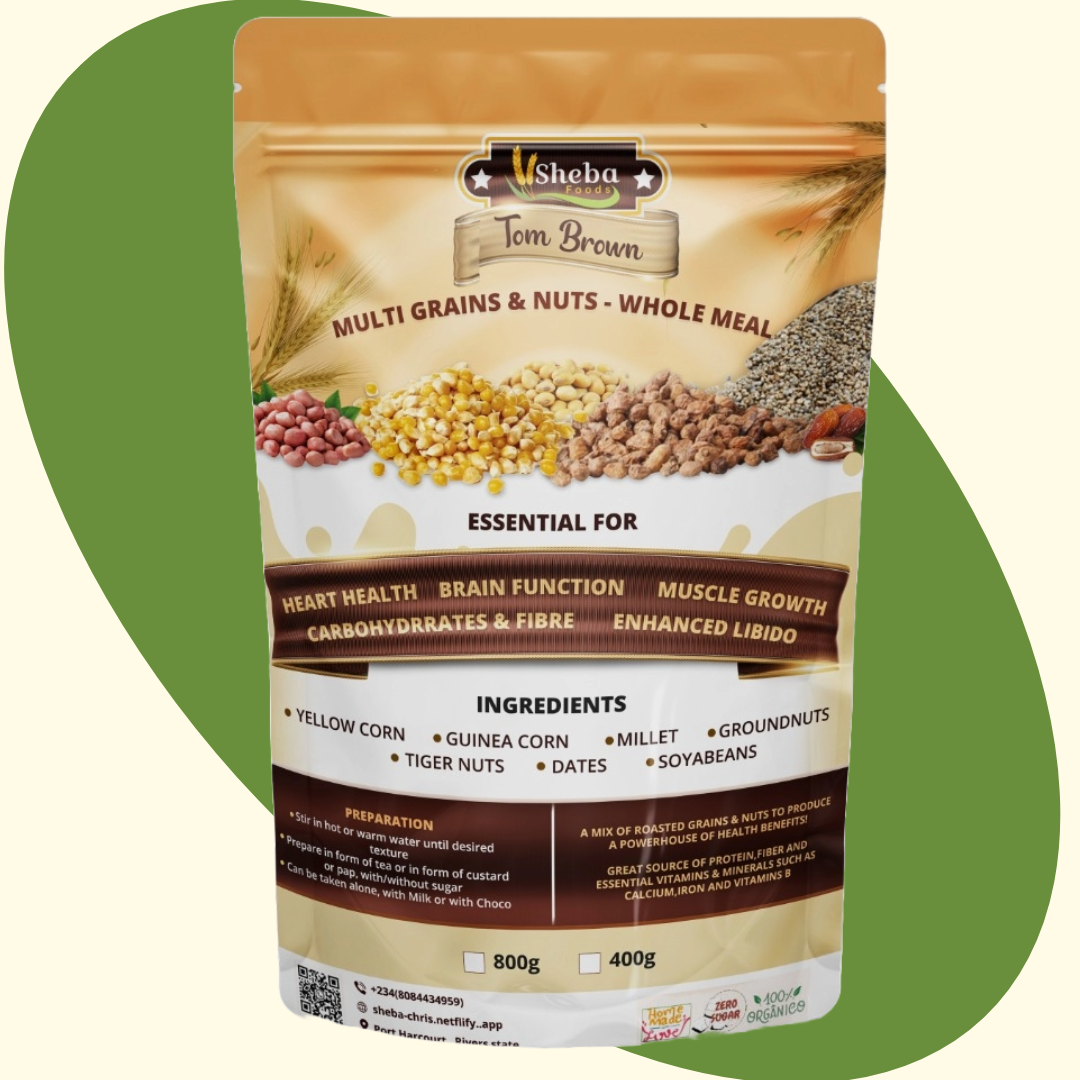 Sheba
Foods
Tom Brown
MULTI GRAINS & NUTS - WHOLE MEAL
ESSENTIAL FOR
HEART HEALTH BRAIN FUNCTION MUSCLE GROWTH
CARBOHYDRRATES & FIBRE ENHANCED LIBIDO
INGREDIENTS
• YELLOW CORN • GUINEA CORN • MILLET • GROUNDNUTS
• TIGER NUTS • DATES • SOYABEANS
PREPARATION
• Stir in hot or warm water until desired
texture
• Prepare in form of tea or in form of custard
or pap, with/without sugar
• Can be taken alone, with Milk or with Choco
A MIX OF ROASTED GRAINS & NUTS TO PRODUCE
A POWERHOUSE OF HEALTH BENEFITS!
GREAT SOURCE OF PROTEIN,FIBER AND
ESSENTIAL VITAMINS & MINERALS SUCH AS
CALCIUM,IRON AND VITAMINS B
800g 400g
+234(8084434959)
sheba-chris.netflify..app
Port Harcourt, Rivers state
Home
made
Love
ZERO
SUGAR
100%
ORGÂNICO